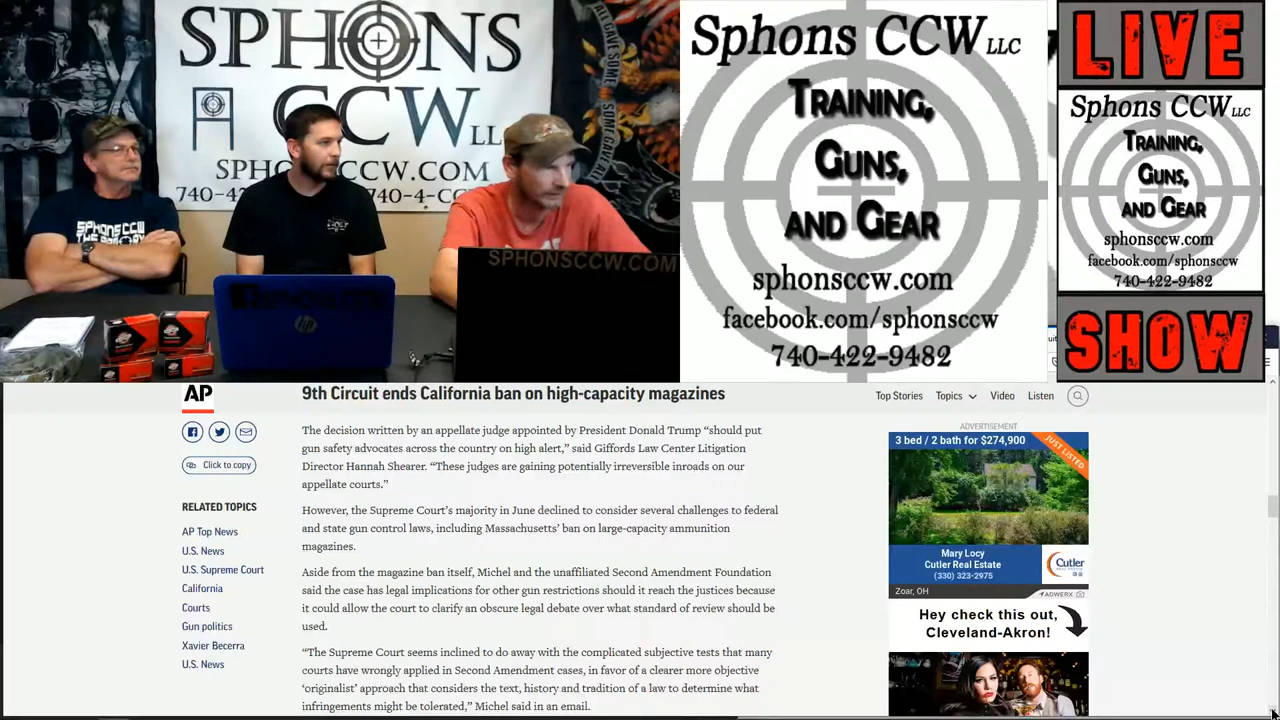 SPHONS
CCW LL
SPHONSCCW.COM
ALL GAVE SOME
SOME GAVE
SPHONSCCW
SPHONSCCW.COM
hp
Sphons CCW LLC
TRAINING,
GUNS,
AND GEAR
sphonsccw.com
facebook.com/sphonsccw
740-422-9482
LIVE
Sphons CCW LLC
TRAINING,
GUNS,
AND GEAR
sphonsccw.com
facebook.com/sphonsccw
740-422-9482
SHOW
AP
9th Circuit ends California ban on high-capacity magazines
Top Stories Topics Video Listen
Click to copy
RELATED TOPICS
AP Top News
U.S. News
U.S. Supreme Court
California
Courts
Gun politics
Xavier Becerra
U.S. News
The decision written by an appellate judge appointed by President Donald Trump “should put
gun safety advocates across the country on high alert,” said Giffords Law Center Litigation
Director Hannah Shearer. “These judges are gaining potentially irreversible inroads on our
appellate courts.”
However, the Supreme Court’s majority in June declined to consider several challenges to federal
and state gun control laws, including Massachusetts’ ban on large-capacity ammunition
magazines.
Aside from the magazine ban itself, Michel and the unaffiliated Second Amendment Foundation
said the case has legal implications for other gun restrictions should it reach the justices because
it could allow the court to clarify an obscure legal debate over what standard of review should be
used.
“The Supreme Court seems inclined to do away with the complicated subjective tests that many
courts have wrongly applied in Second Amendment cases, in favor of a clearer more objective
‘originalist’ approach that considers the text, history and tradition of a law to determine what
infringements might be tolerated,” Michel said in an email.
ADVERTISEMENT
3 bed / 2 bath for $274,900
JUST LISTED
Mary Locy
Cutler Real Estate
(330) 323-2975
Cutler
Zoar, OH
ADWERX
Hey check this out,
Cleveland-Akron!